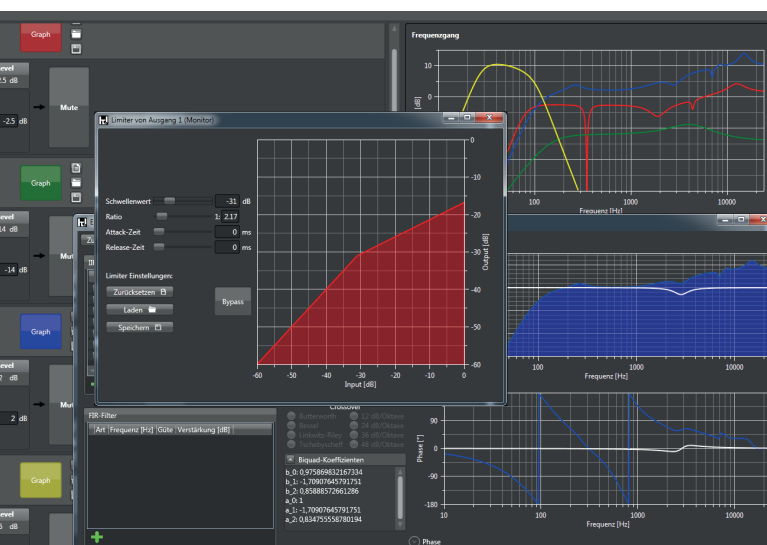 Graph
evel
2.5 dB
-2.5 dB
Mute
Graph
evel
14 dB
-14 dB
Mut
Graph
evel
2 dB
2 dB
Mut
Graph
evel
5 dB
Frequenzgang
10
0
[dB]
100
1000
10000
Frequenz [Hz]
Limiter von Ausgang 1 (Monitor)
Schwellenwert
-31 dB
Ratio
1: 2.17
Attack-Zeit
0 ms
Release-Zeit
0 ms
Limiter Einstellungen:
Zurücksetzen
Laden
Speichern
Bypass
0
-10
-20
-30
-40
-50
-60
Output [dB]
-60
-50
-40
-30
-20
-10
0
Input [dB]
100
1000
10000
Frequenz [Hz]
FIR-Filter
Art Frequenz [Hz] Güte Verstärkung [dB]
Crossover
Butterworth
12 dB/Oktave
Bessel
24 dB/Oktave
Linkwitz-Riley
36 dB/Oktave
Tschebyscheff
48 dB/Oktave
Biquad-Koeffizienten
b_0: 0,975869832167334
b_1: -1,70907645791751
b_2: 0,85888572661286
a_0: 1
a_1: -1,70907645791751
a_2: 0,834755558780194
90
0
-90
-180
Phase [°]
10
100
1000
10000
Frequenz [Hz]
Phase